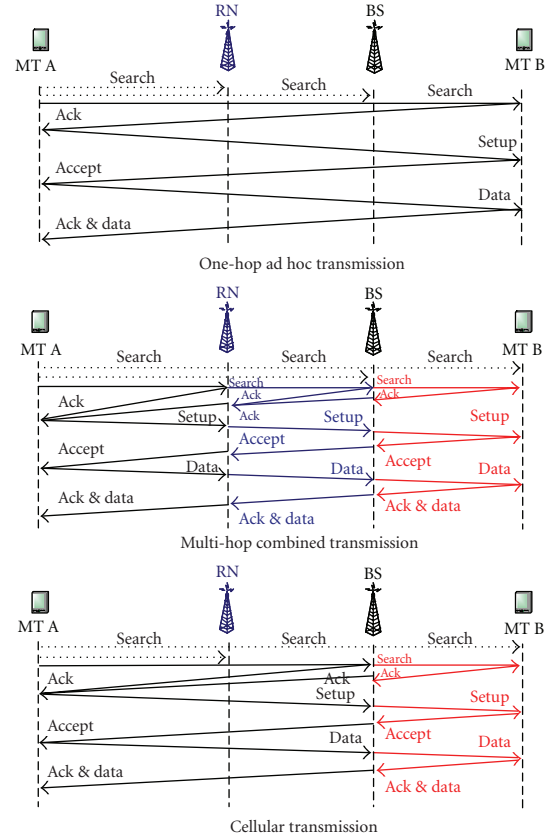 RN BS
MT A MT B
Search Search Search
Ack
Setup
Accept
Data
Ack & data
One-hop ad hoc transmission
RN BS
MT A MT B
Search Search Search
Search Search
Ack Ack Ack
Ack
Setup Setup Setup
Accept Accept Accept
Data Data Data
Ack & data Ack & data Ack & data
Multi-hop combined transmission
RN BS
MT A MT B
Search Search Search
Search
Ack Ack Ack
Setup Setup
Accept Accept
Data Data
Ack & data Ack & data
Cellular transmission